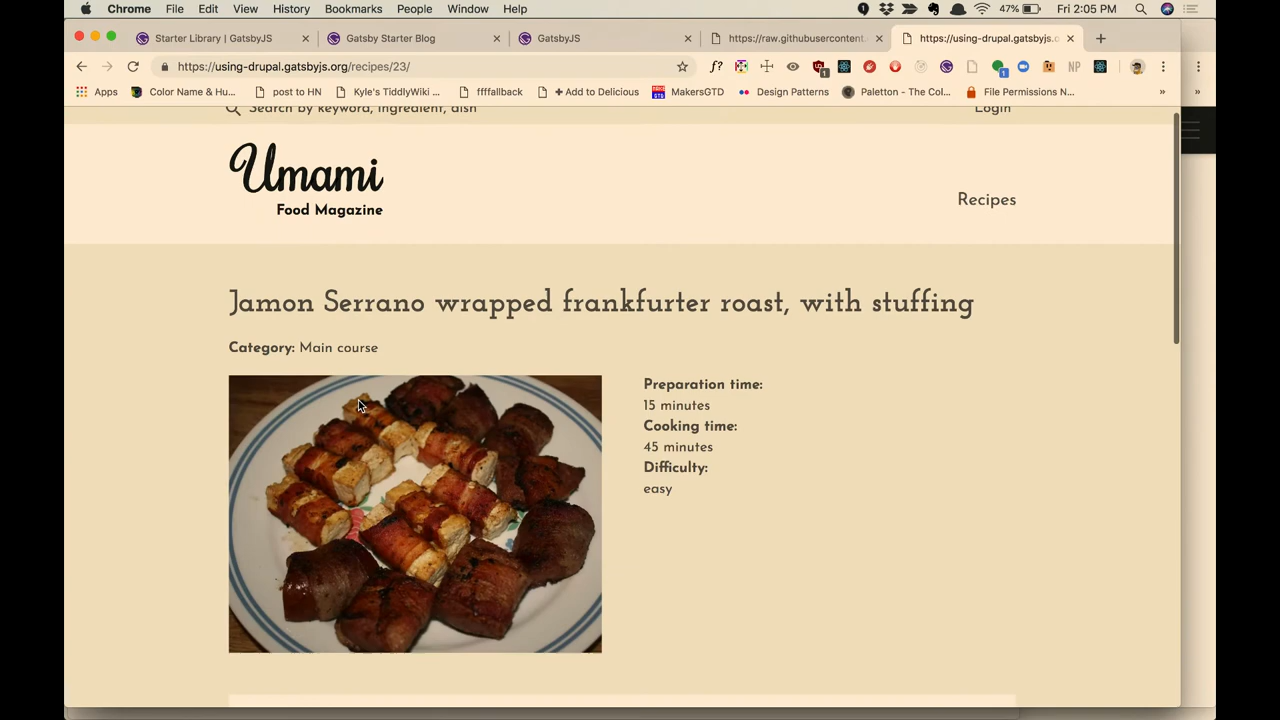 Chrome File Edit View History Bookmarks People Window Help 47% Fri 2:05 PM
Starter Library | GatsbyJS Gatsby Starter Blog GatsbyJS https://raw.githubusercontent https://using-drupal.gatsbyjs.o
https://using-drupal.gatsbyjs.org/recipes/23/ f? 1 1 NP
Apps Color Name & Hu... post to HN Kyle's TiddlyWiki ... ffffallback + Add to Delicious MakersGTD Design Patterns Paletton - The Col... File Permissions N... » »
Search by keyword, ingredient, dish Login
Umami
Food Magazine
Recipes
Jamon Serrano wrapped frankfurter roast, with stuffing
Category: Main course
Preparation time:
15 minutes
Cooking time:
45 minutes
Difficulty:
easy